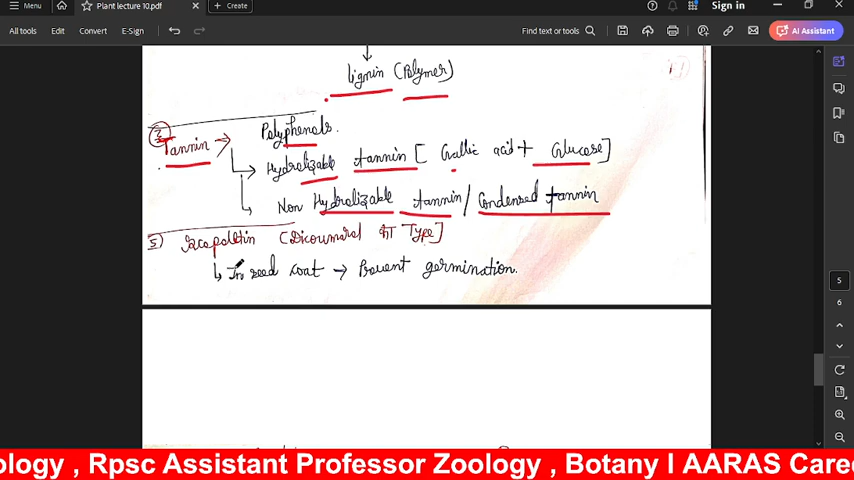 Menu
Plant lecture 10.pdf
Create
Sign in
All tools Edit Convert E-Sign
Find text or tools
AI Assistant
Lignin (Polymer)
Tannin → Polyphenols.
Hydrolizable tannin [Gallic acid + Glucose]
Non Hydrolizable tannin / Condensed tannin
5) Scopoletin (Dicoumarol Type]
In seed coat → Prevent germination.
5
6
ology , Rpsc Assistant Professor Zoology , Botany I AARAS Caree